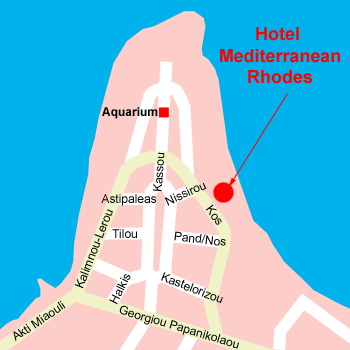 Hotel
Mediterranean
Rhodes
Aquarium
Kassou
Nissirou
Astipaleas
Kos
Kalimnou-Lerou
Tilou
Pand/Nos
Halkis
Kastelorizou
Akti Miaouli
Georgiou Papanikolaou